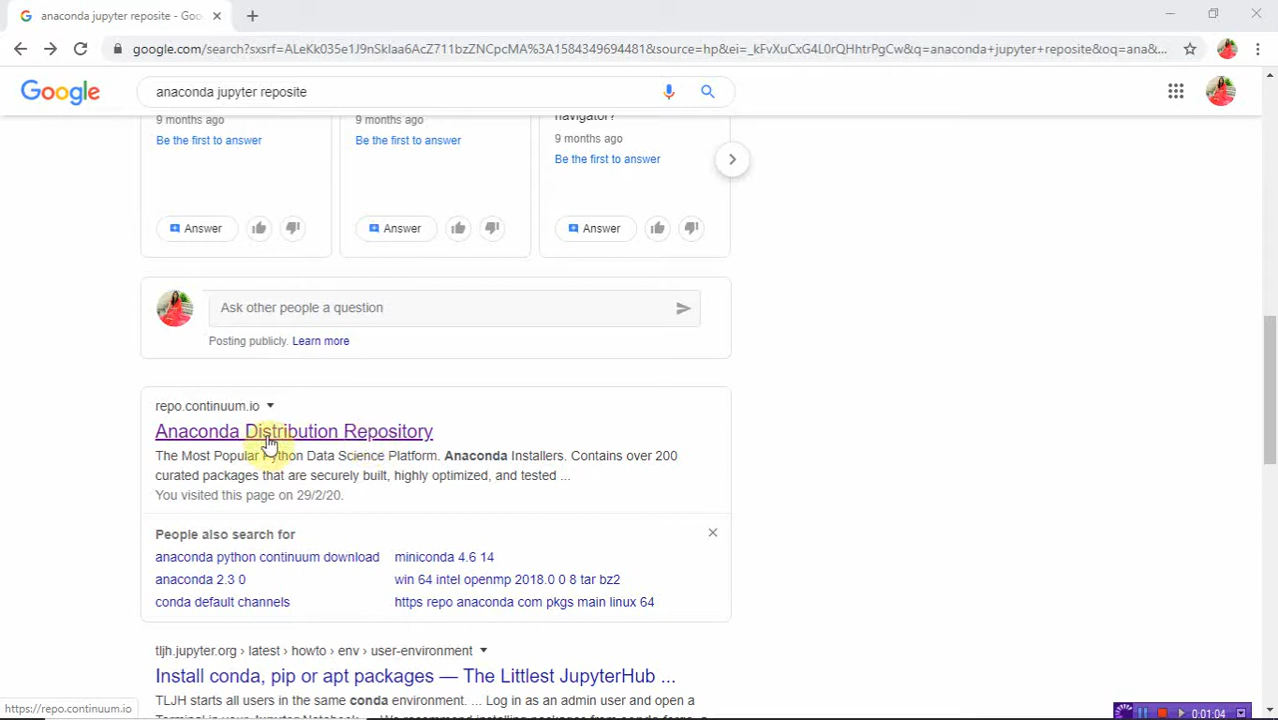 anaconda jupyter reposite - Goo
google.com/search?sxsrf=ALeKk035e1J9nSkIaa6AcZ711bzZNCpcMA%3A1584349694481&source=hp&ei=_kFvXuCxG4L0rQHhtrPgCw&q=anaconda+jupyter+reposite&oq=ana&...
Google
anaconda jupyter reposite
navigator?
9 months ago
9 months ago
9 months ago
Be the first to answer
Be the first to answer
Be the first to answer
Answer
Answer
Answer
Ask other people a question
Posting publicly. Learn more
repo.continuum.io
Anaconda Distribution Repository
The Most Popular Python Data Science Platform. Anaconda Installers. Contains over 200
curated packages that are securely built, highly optimized, and tested ...
You visited this page on 29/2/20.
People also search for
anaconda python continuum download
miniconda 4.6 14
anaconda 2.3 0
win 64 intel openmp 2018.0 0 8 tar bz2
conda default channels
https repo anaconda com pkgs main linux 64
tljh.jupyter.org › latest › howto › env › user-environment
Install conda, pip or apt packages — The Littlest JupyterHub ...
TLJH starts all users in the same conda environment. ... Log in as an admin user and open a
https://repo.continuum.io
0:01:04